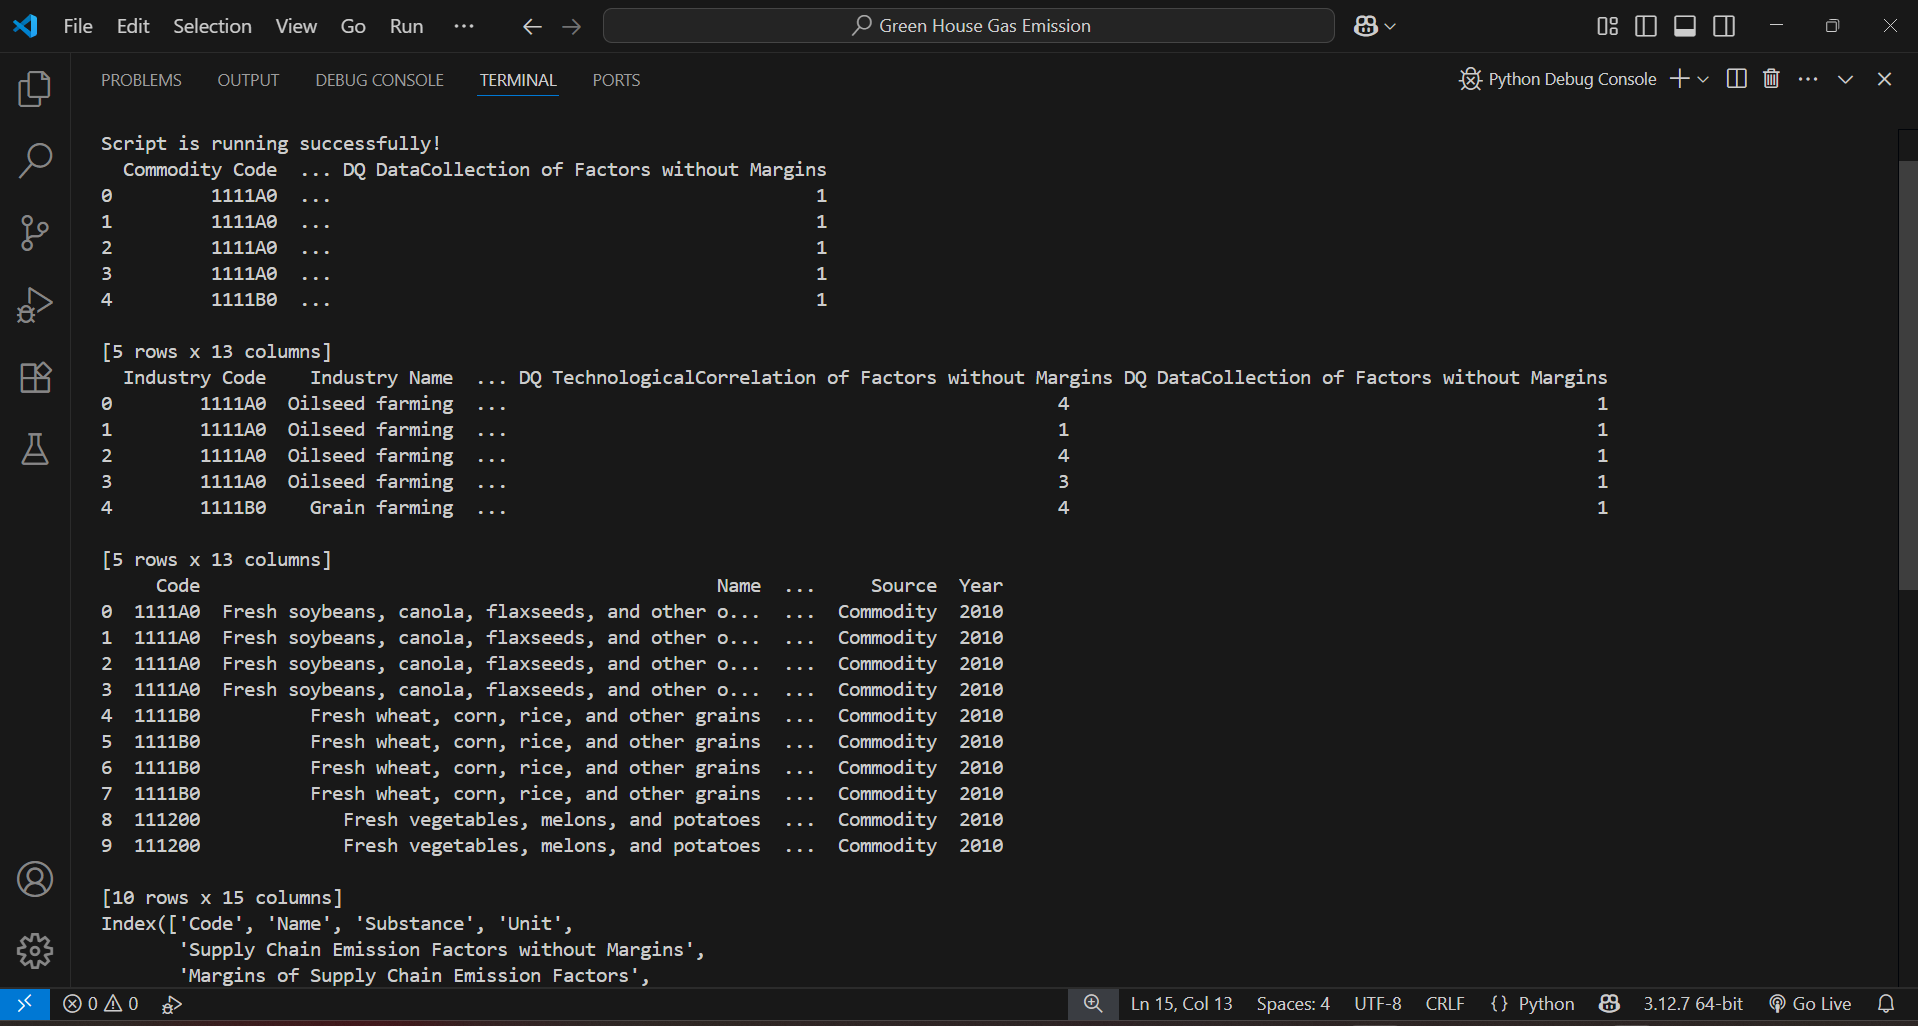 File Edit Selection View Go Run ··· Green House Gas Emission
PROBLEMS OUTPUT DEBUG CONSOLE TERMINAL PORTS Python Debug Console
Script is running successfully!
Commodity Code ... DQ DataCollection of Factors without Margins
0 1111A0 ... 1
1 1111A0 ... 1
2 1111A0 ... 1
3 1111A0 ... 1
4 1111B0 ... 1
[5 rows x 13 columns]
Industry Code Industry Name ... DQ TechnologicalCorrelation of Factors without Margins DQ DataCollection of Factors without Margins
0 1111A0 Oilseed farming ... 4 1
1 1111A0 Oilseed farming ... 1 1
2 1111A0 Oilseed farming ... 4 1
3 1111A0 Oilseed farming ... 3 1
4 1111B0 Grain farming ... 4 1
[5 rows x 13 columns]
Code Name ... Source Year
0 1111A0 Fresh soybeans, canola, flaxseeds, and other o... ... Commodity 2010
1 1111A0 Fresh soybeans, canola, flaxseeds, and other o... ... Commodity 2010
2 1111A0 Fresh soybeans, canola, flaxseeds, and other o... ... Commodity 2010
3 1111A0 Fresh soybeans, canola, flaxseeds, and other o... ... Commodity 2010
4 1111B0 Fresh wheat, corn, rice, and other grains ... Commodity 2010
5 1111B0 Fresh wheat, corn, rice, and other grains ... Commodity 2010
6 1111B0 Fresh wheat, corn, rice, and other grains ... Commodity 2010
7 1111B0 Fresh wheat, corn, rice, and other grains ... Commodity 2010
8 111200 Fresh vegetables, melons, and potatoes ... Commodity 2010
9 111200 Fresh vegetables, melons, and potatoes ... Commodity 2010
[10 rows x 15 columns]
Index(['Code', 'Name', 'Substance', 'Unit',
'Supply Chain Emission Factors without Margins',
'Margins of Supply Chain Emission Factors',
0 0 Ln 15, Col 13 Spaces: 4 UTF-8 CRLF {} Python 3.12.7 64-bit Go Live